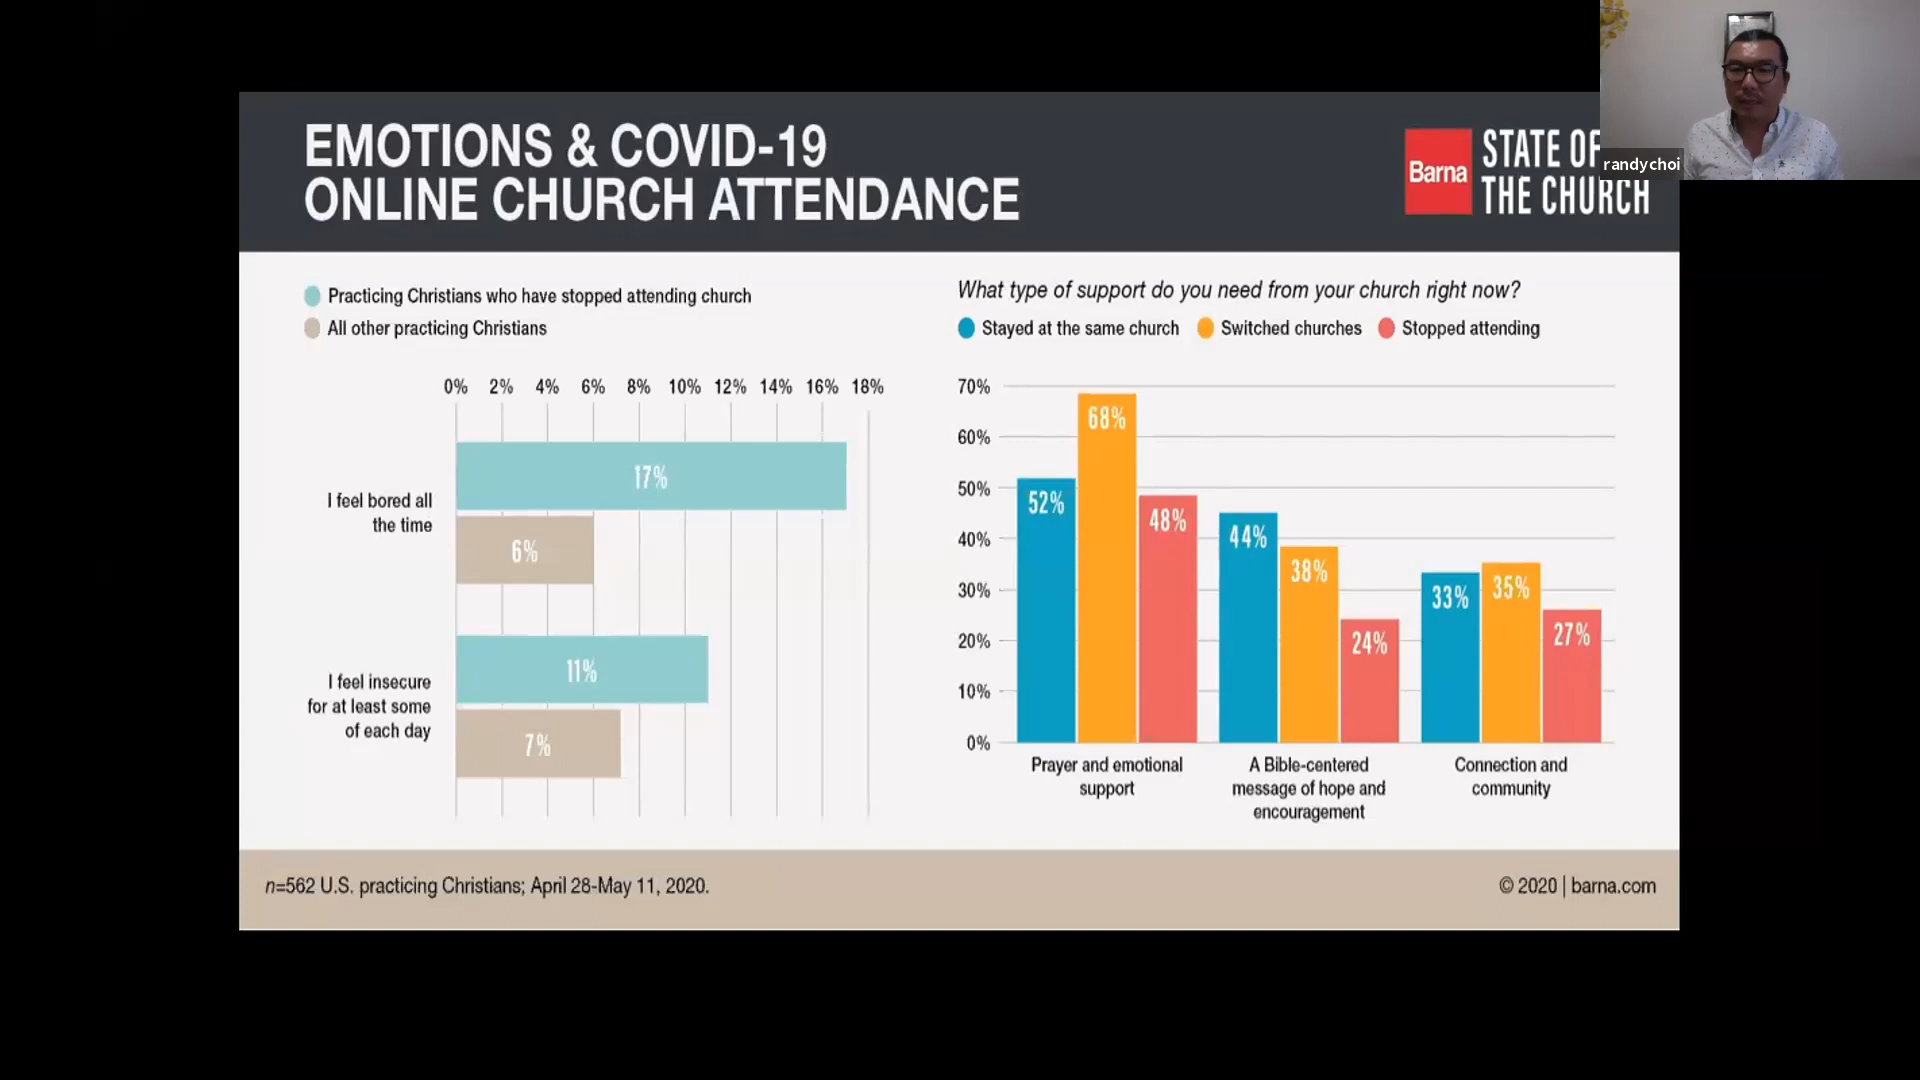 EMOTIONS & COVID-19
ONLINE CHURCH ATTENDANCE
Barna
STATE OF
THE CHURCH
randychoi
Practicing Christians who have stopped attending church
All other practicing Christians
0% 2% 4% 6% 8% 10% 12% 14% 16% 18%
I feel bored all
the time
17%
6%
I feel insecure
for at least some
of each day
11%
7%
What type of support do you need from your church right now?
Stayed at the same church Switched churches Stopped attending
70%
60%
50%
40%
30%
20%
10%
0%
52% 68% 48%
44% 38% 24%
33% 35% 27%
Prayer and emotional
support
A Bible-centered
message of hope and
encouragement
Connection and
community
n=562 U.S. practicing Christians; April 28-May 11, 2020.
© 2020 | barna.com